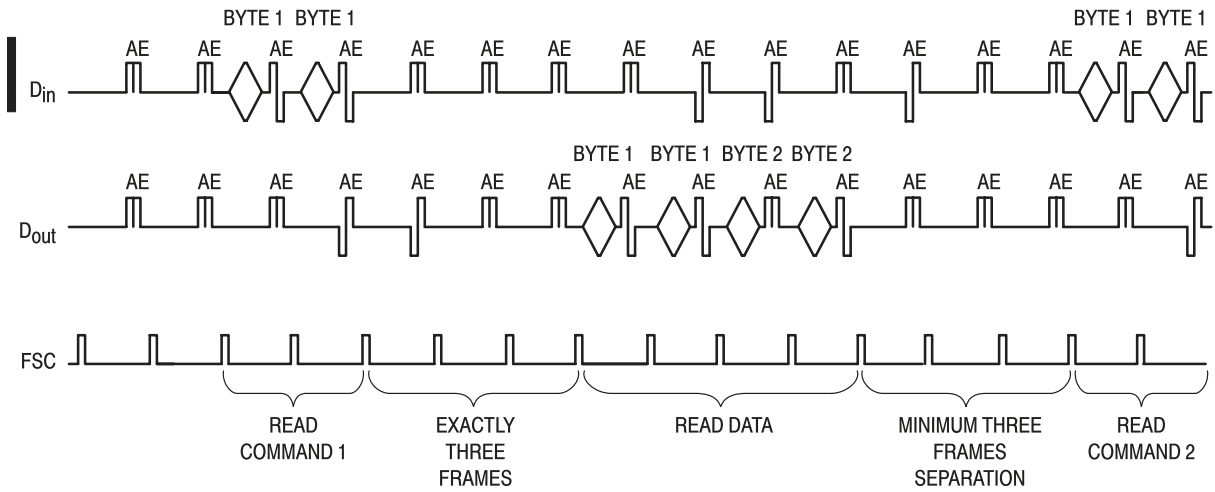 BYTE 1 BYTE 1 BYTE 1 BYTE 1
AE AE AE AE AE AE AE AE AE AE AE AE AE AE AE AE
Din
BYTE 1 BYTE 1 BYTE 2 BYTE 2
AE AE AE AE AE AE AE AE AE AE AE AE AE AE AE AE
Dout
FSC
READ
COMMAND 1
EXACTLY
THREE
FRAMES
READ DATA
MINIMUM THREE
FRAMES
SEPARATION
READ
COMMAND 2